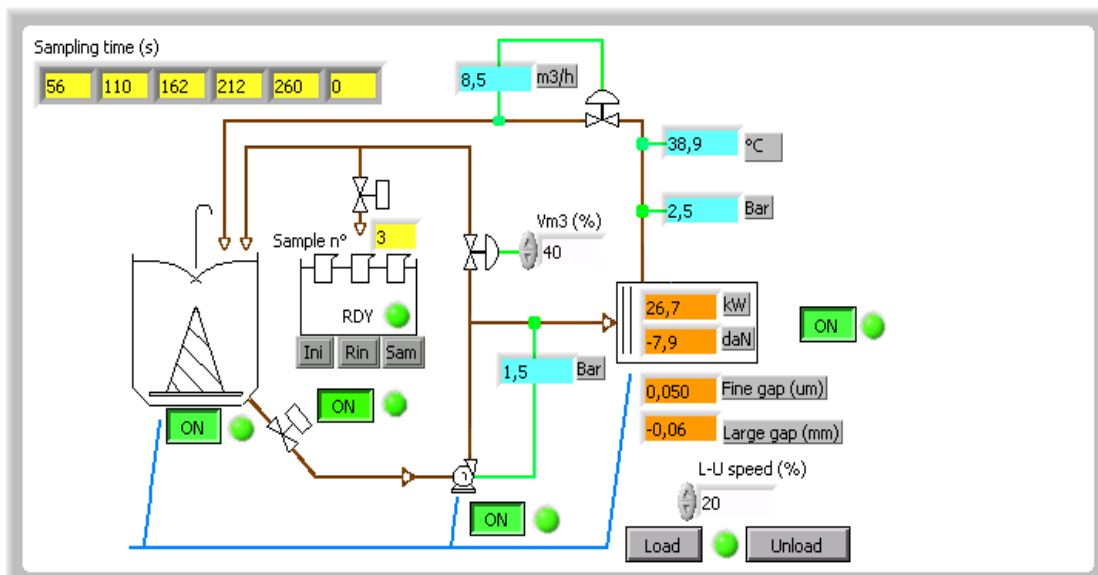 Sampling time (s)
56 110 162 212 260 0
8,5 m3/h
38,9 °C
2,5 Bar
Sample n° 3
Vm3 (%)
40
RDY
Ini Rin Sam
26,7 kW
-7,9 daN
ON
1,5 Bar
ON
ON
0,050 Fine gap (um)
-0,06 Large gap (mm)
L-U speed (%)
20
ON
Load Unload